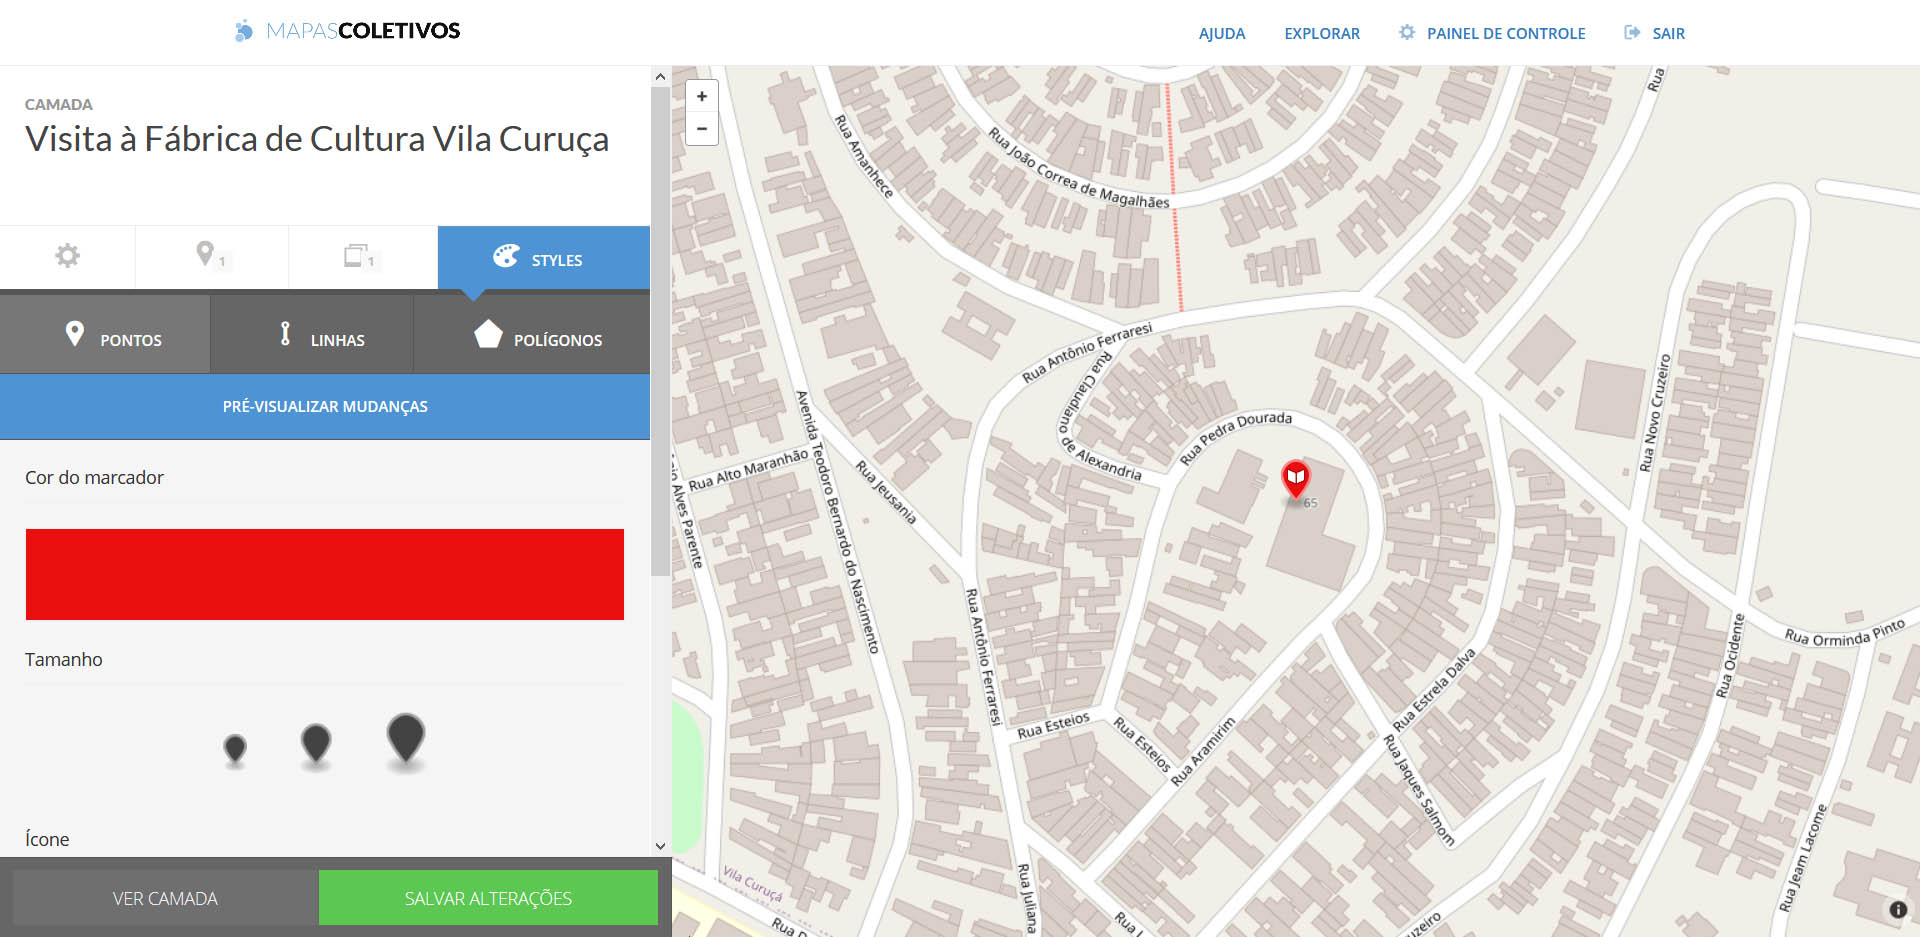 MAPASCOLETIVOS
AJUDA
EXPLORAR
PAINEL DE CONTROLE
SAIR
CAMADA
Visita à Fábrica de Cultura Vila Curuça
1
1
STYLES
PONTOS
LINHAS
POLÍGONOS
PRÉ-VISUALIZAR MUDANÇAS
Cor do marcador
Tamanho
Ícone
VER CAMADA
SALVAR ALTERAÇÕES
+
−
Rua Amanhece
Rua João Correa de Magalhães
Rua
Rua Antônio Ferraresi
Rua Claudiano de Alexandria
Rua Pedra Dourada
Rua Novo Cruzeiro
Avenida Teodoro Bernardo do Nascimento
Rua Alto Maranhão
Alves Parente
Rua Jeusania
65
Rua Antônio Ferraresi
Rua Orminda Pinto
Rua Ocidente
Rua Estrela Dalva
Rua Esteios
Rua Esteios
Rua Aramirim
Rua Jaques Salmom
Rua Jeam Lacome
Vila Curuçá
Rua Juliana
Rua
Rua
uzeiro